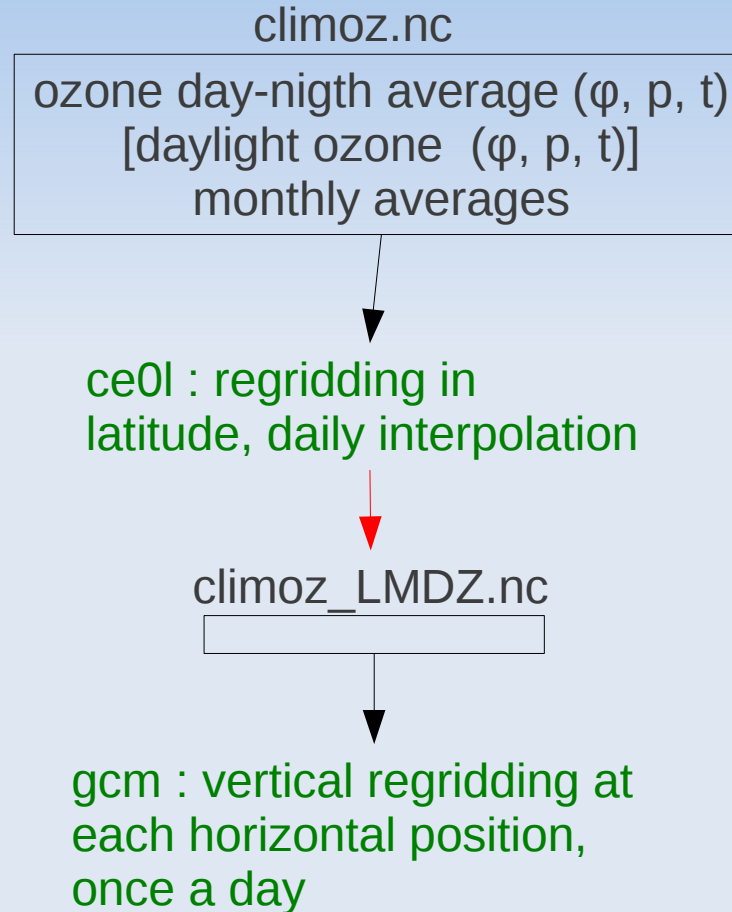 climoz.nc
ozone day-nigth average (φ, p, t)
[daylight ozone (φ, p, t)]
monthly averages
ce0l : regridding in
latitude, daily interpolation
climoz_LMDZ.nc
gcm : vertical regridding at
each horizontal position,
once a day